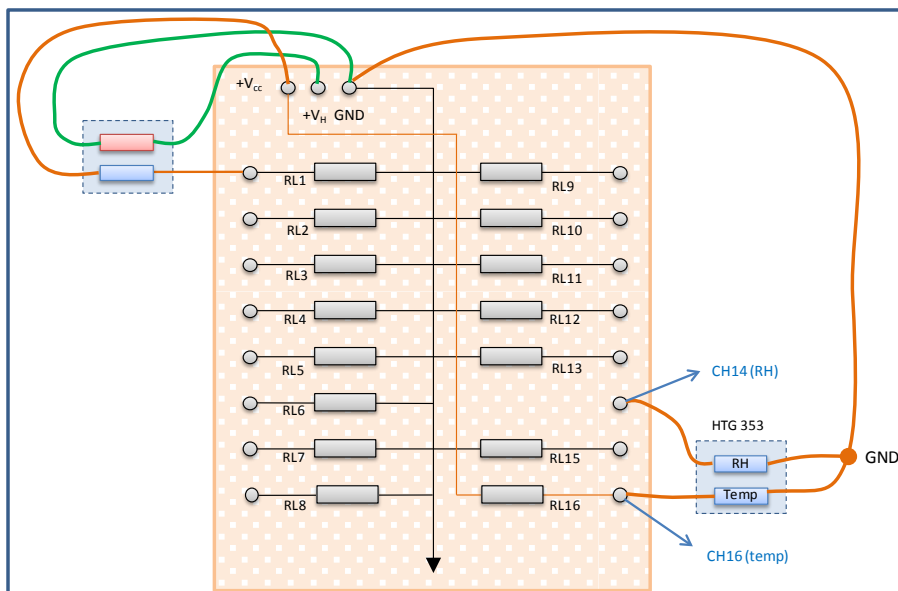 +Vcc
+VH GND
RL1
RL9
RL2
RL10
RL3
RL11
RL4
RL12
RL5
RL13
CH14 (RH)
RL6
HTG 353
RL7
RL15
RH
GND
RL8
RL16
Temp
CH16 (temp)